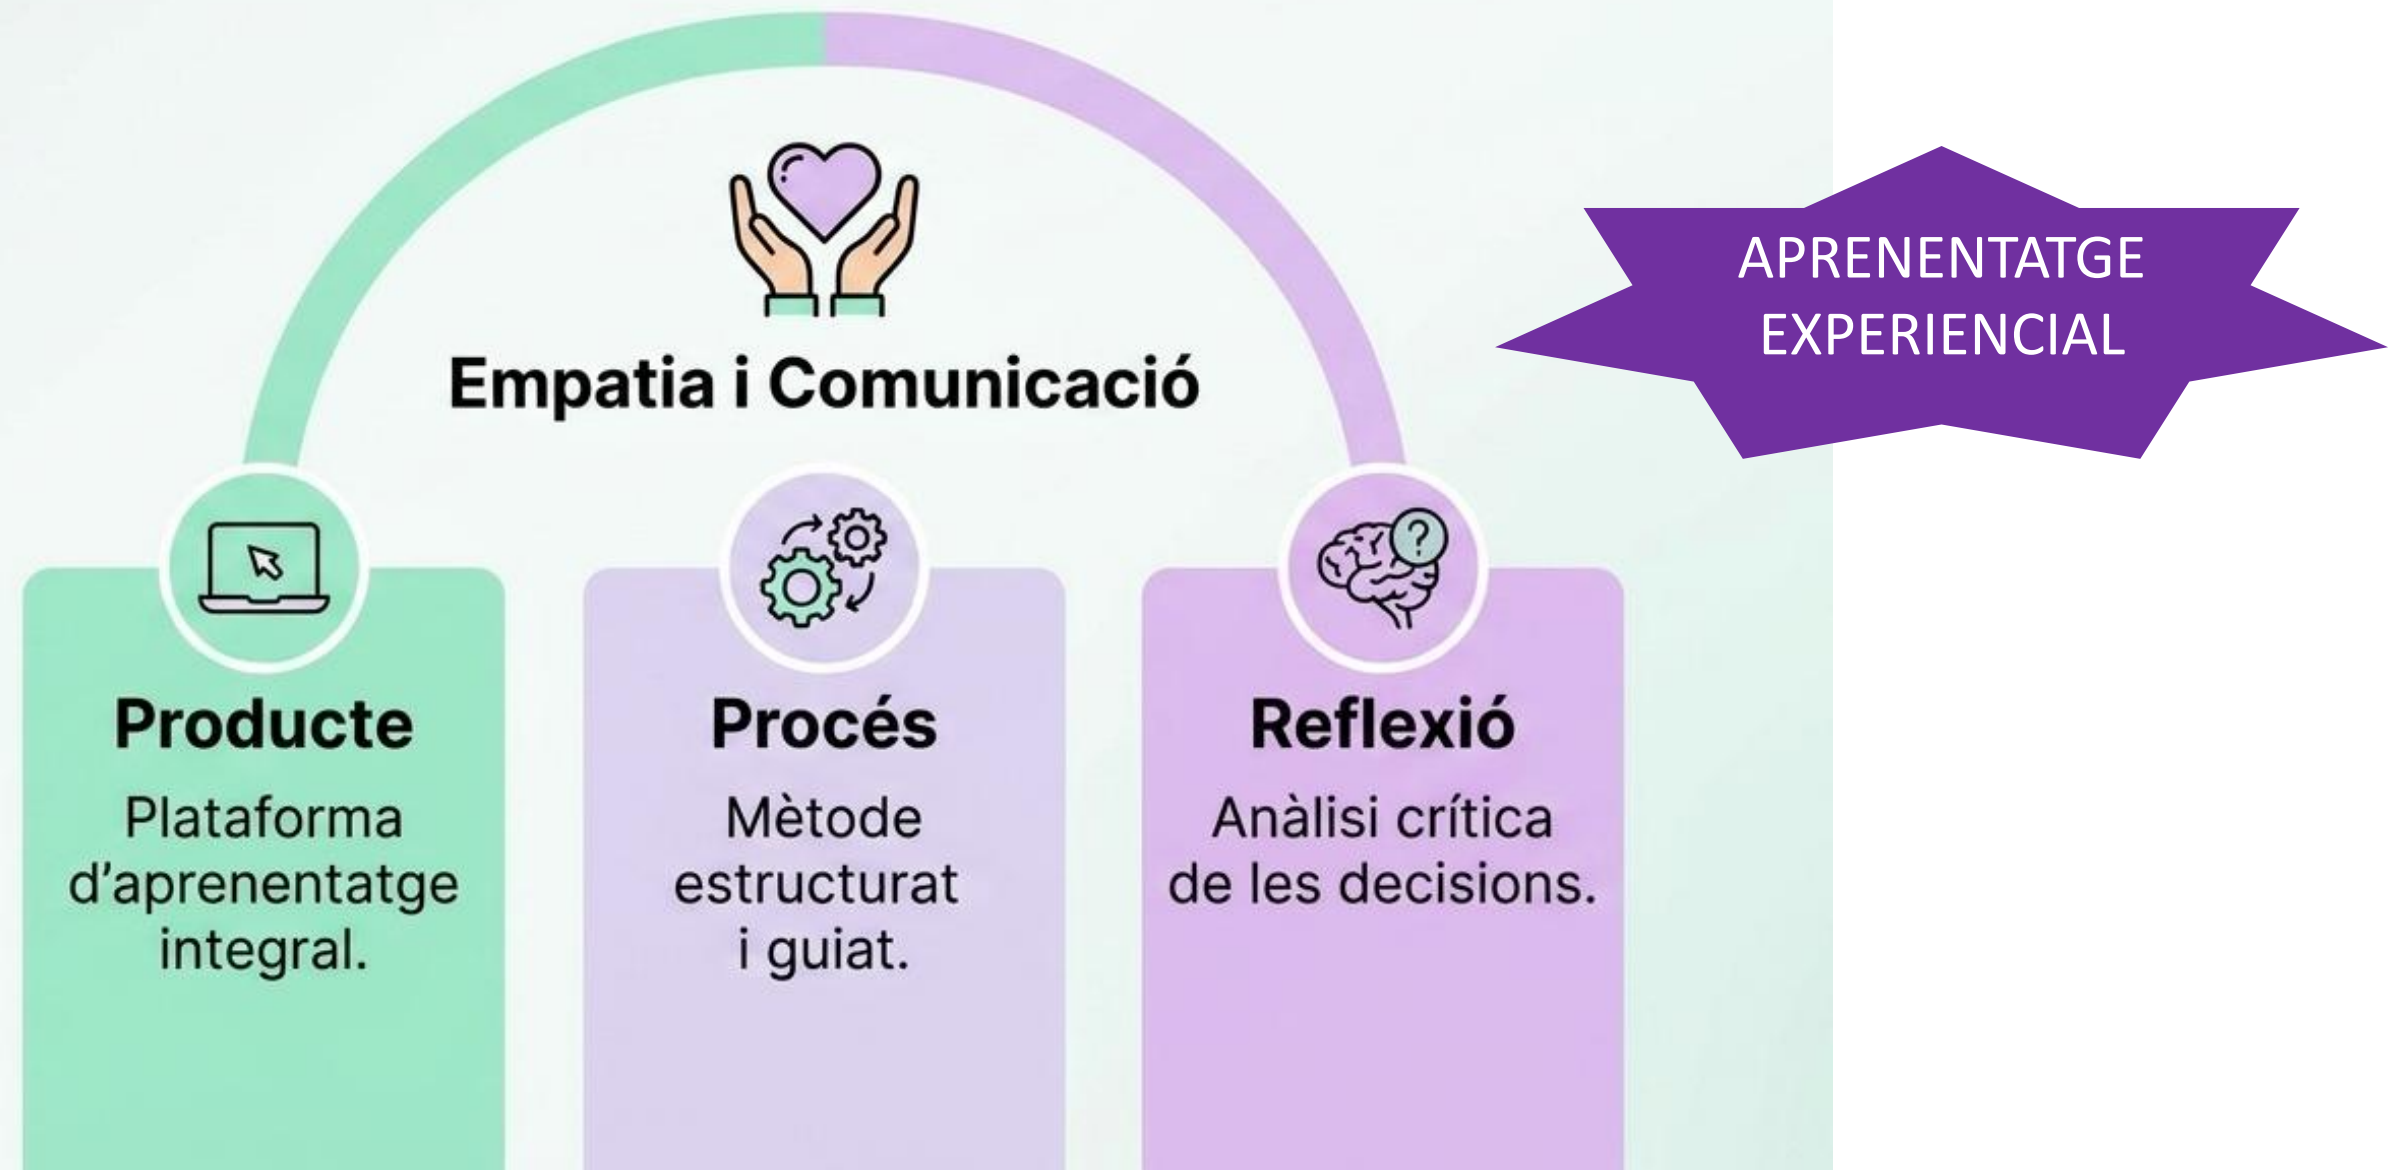 Empatia i Comunicació
APRENENTATGE
EXPERIENCIAL
Producte
Plataforma
d'aprenentatge
integral.
Procés
Mètode
estructurat
i guiat.
Reflexió
Anàlisi crítica
de les decisions.
?